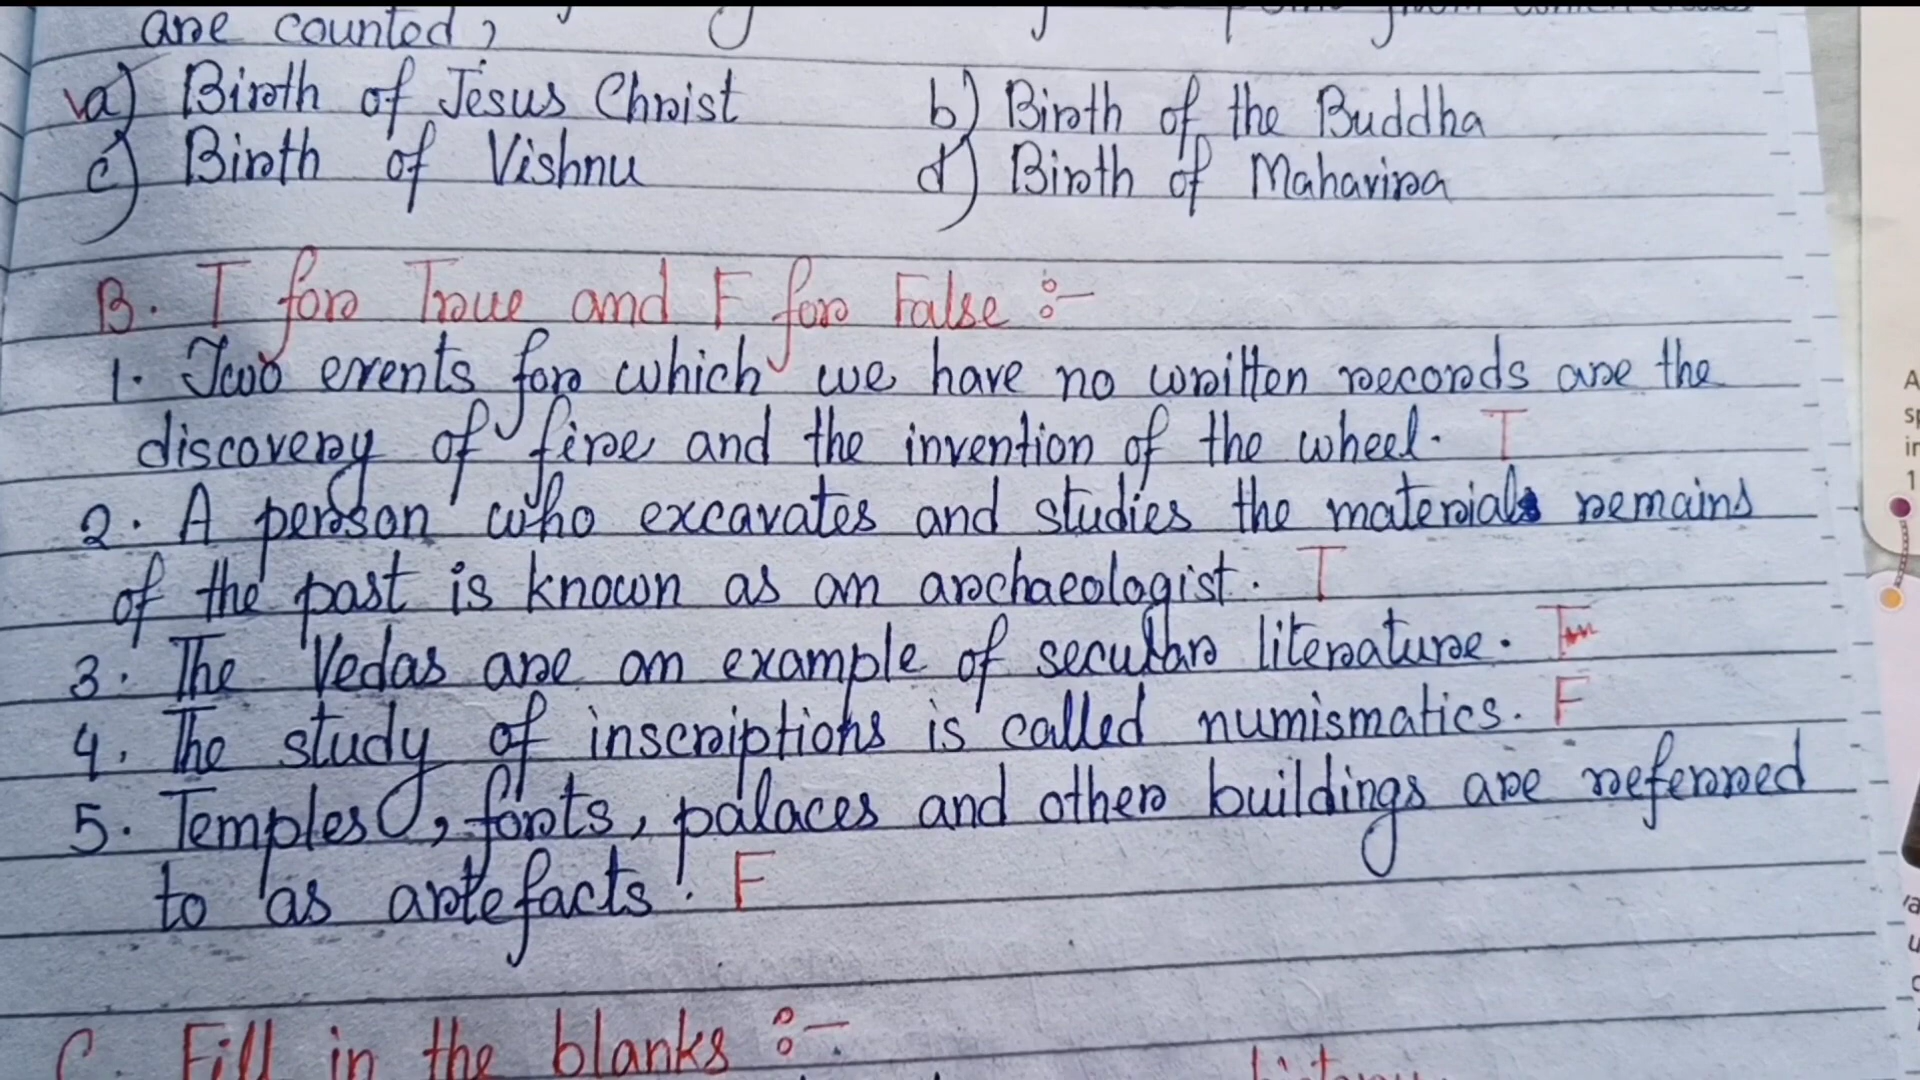 are counted,
a) Birth of Jesus Christ b) Birth of the Buddha
c) Birth of Vishnu d) Birth of Mahavira
B. T for True and F for False :-
1. Two events for which we have no written records are the
discovery of fire and the invention of the wheel. T
2. A person who excavates and studies the materials remains
of the past is known as an archaeologist. T
3. The Vedas are an example of secular literature.
4. The study of inscriptions is called numismatics. F
5. Temples, forts, palaces and other buildings are referred
to as artefacts. F
C. Fill in the blanks :-